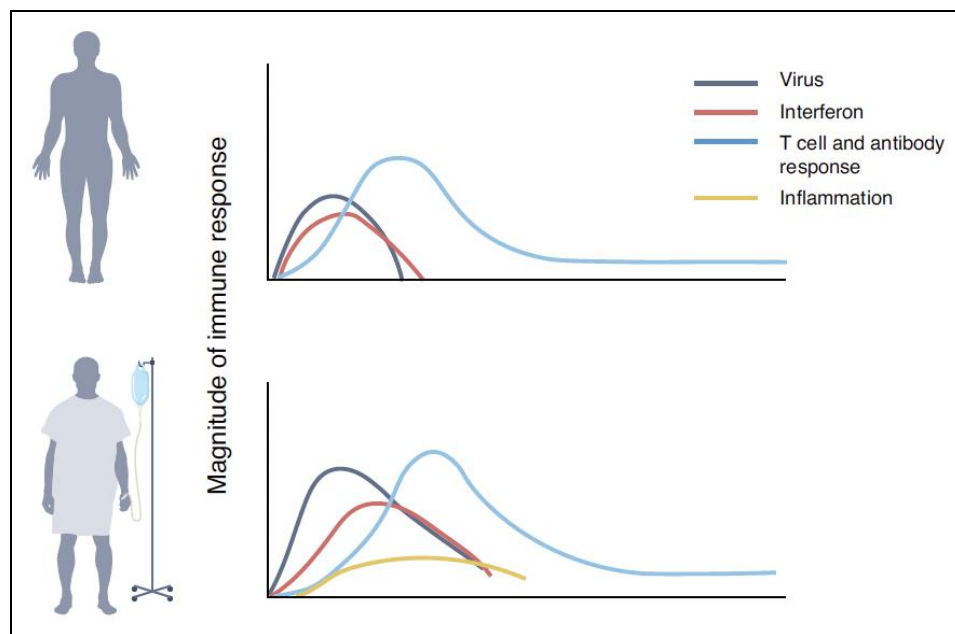 Magnitude of immune response
Virus
Interferon
T cell and antibody
response
Inflammation